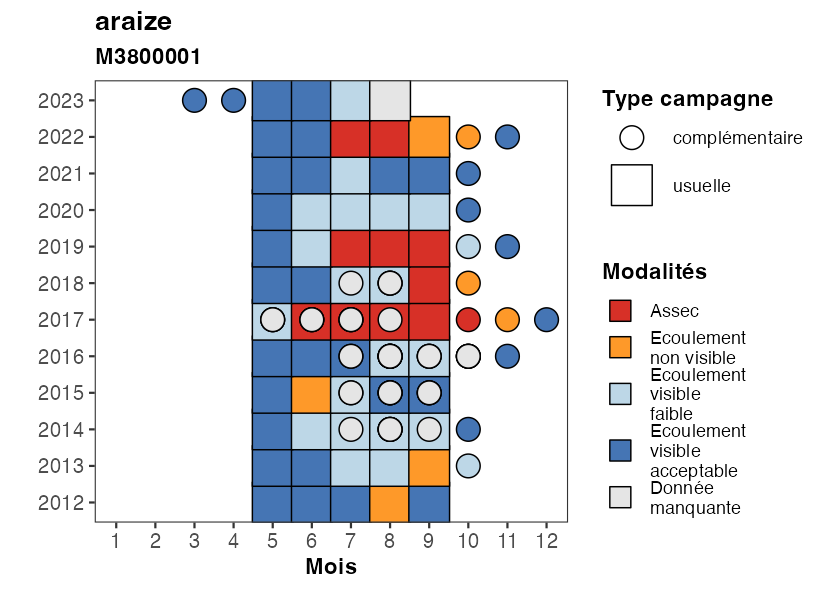 araize
M3800001
2023
2022
2021
2020
2019
2018
2017
2016
2015
2014
2013
2012
1 2 3 4 5 6 7 8 9 10 11 12
Mois
Type campagne
complémentaire
usuelle
Modalités
Assec
Ecoulement
non visible
Ecoulement
visible
faible
Ecoulement
visible
acceptable
Donnée
manquante